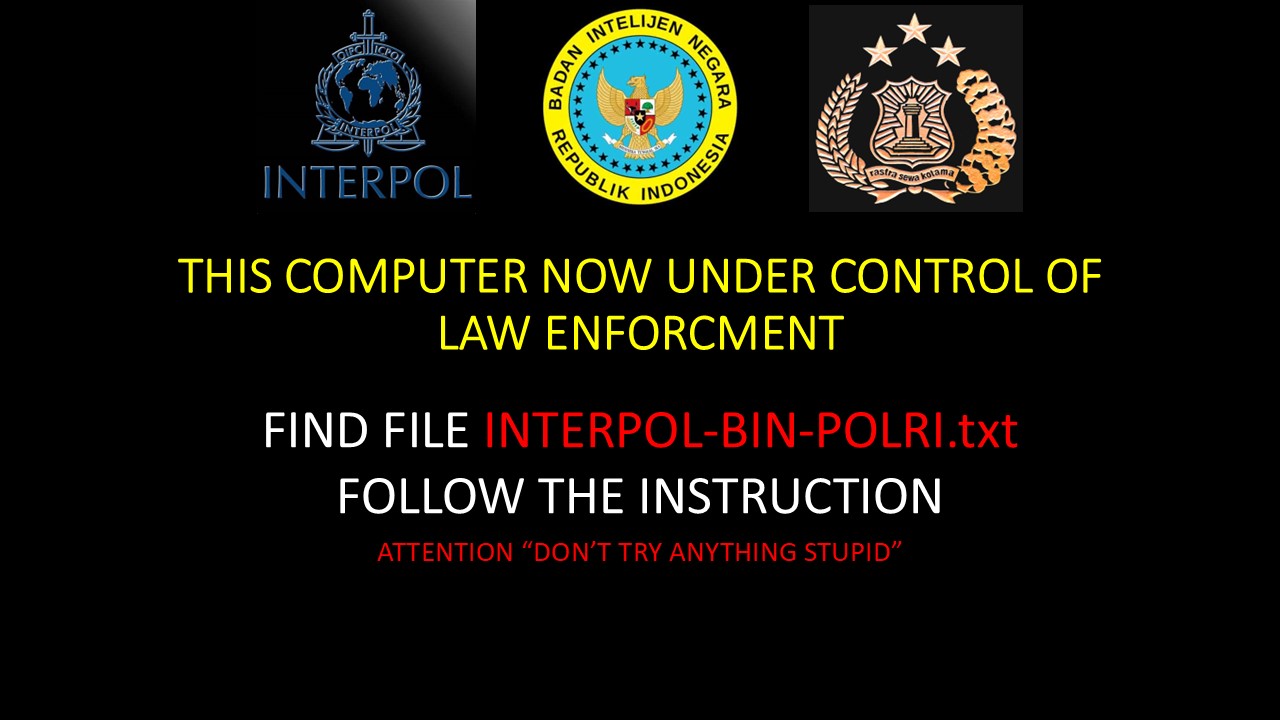 OIPC ICPO
INTERPOL
INTERPOL
BADAN INTELIJEN NEGARA
REPUBLIK INDONESIA
rastra sewa kotama
THIS COMPUTER NOW UNDER CONTROL OF
LAW ENFORCMENT
FIND FILE INTERPOL-BIN-POLRI.txt
FOLLOW THE INSTRUCTION
ATTENTION “DON’T TRY ANYTHING STUPID”